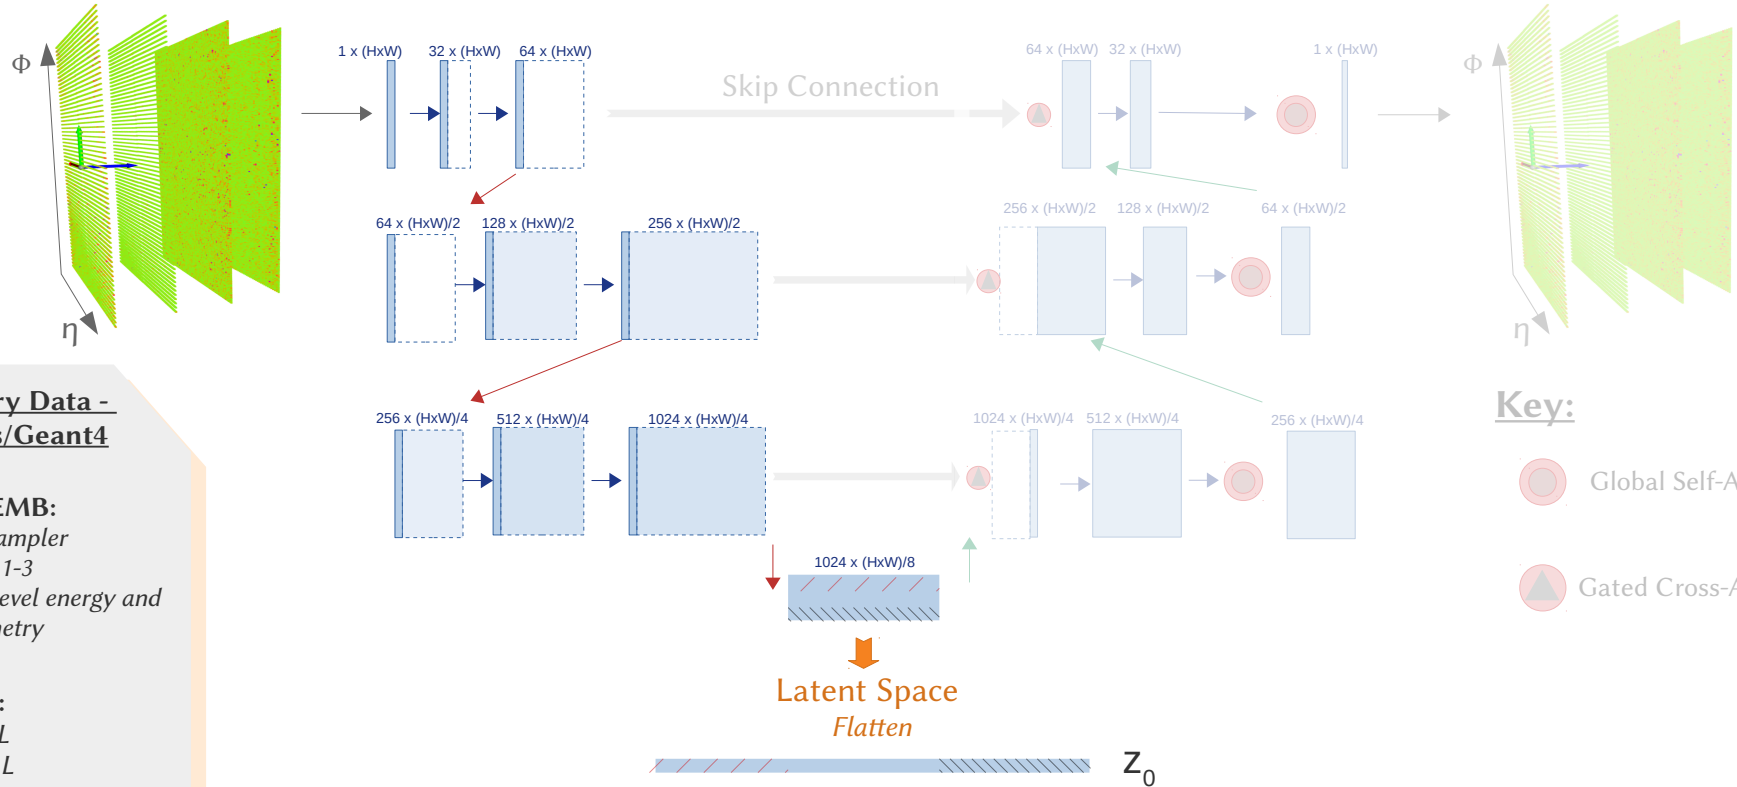 Φ
η
1 x (HxW)
32 x (HxW)
64 x (HxW)
Skip Connection
64 x (HxW)
32 x (HxW)
1 x (HxW)
Φ
η
64 x (HxW)/2
128 x (HxW)/2
256 x (HxW)/2
256 x (HxW)/2
128 x (HxW)/2
64 x (HxW)/2
256 x (HxW)/4
512 x (HxW)/4
1024 x (HxW)/4
1024 x (HxW)/4
512 x (HxW)/4
256 x (HxW)/4
1024 x (HxW)/8
Latent Space
Flatten
Z0
ry Data -
s/Geant4
EMB:
ampler
1-3
evel energy and
netry
:
L
L
Key:
Global Self-A
Gated Cross-A